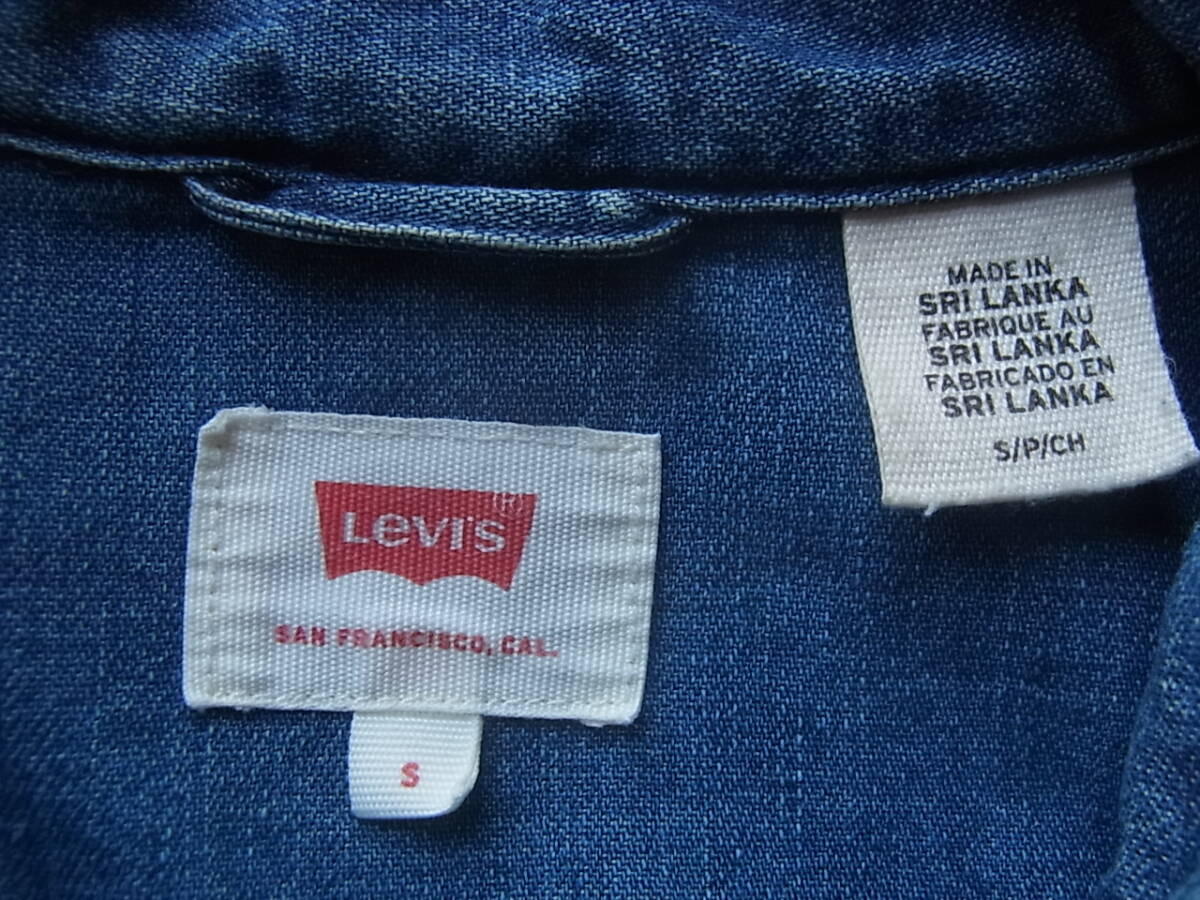 MADE IN
SRI LANKA
FABRIQUE AU
SRI LANKA
FABRICADO EN
SRI LANKA
S/P/CH
LEVI'S®
SAN FRANCISCO, CAL.
S